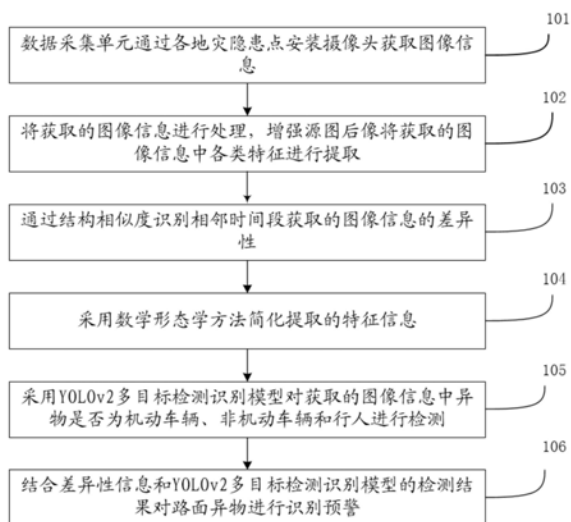 101
数据采集单元通过各地灾隐患点安装摄像头获取图像信
息
102
将获取的图像信息进行处理，增强源图后像将获取的图
像信息中各类特征进行提取
103
通过结构相似度识别相邻时间段获取的图像信息的差异
性
104
采用数学形态学方法简化提取的特征信息
105
采用YOLOv2多目标检测识别模型对获取的图像信息中异
物是否为机动车辆、非机动车辆和行人进行检测
106
结合差异性信息和YOLOv2多目标检测识别模型的检测结
果对路面异物进行识别预警